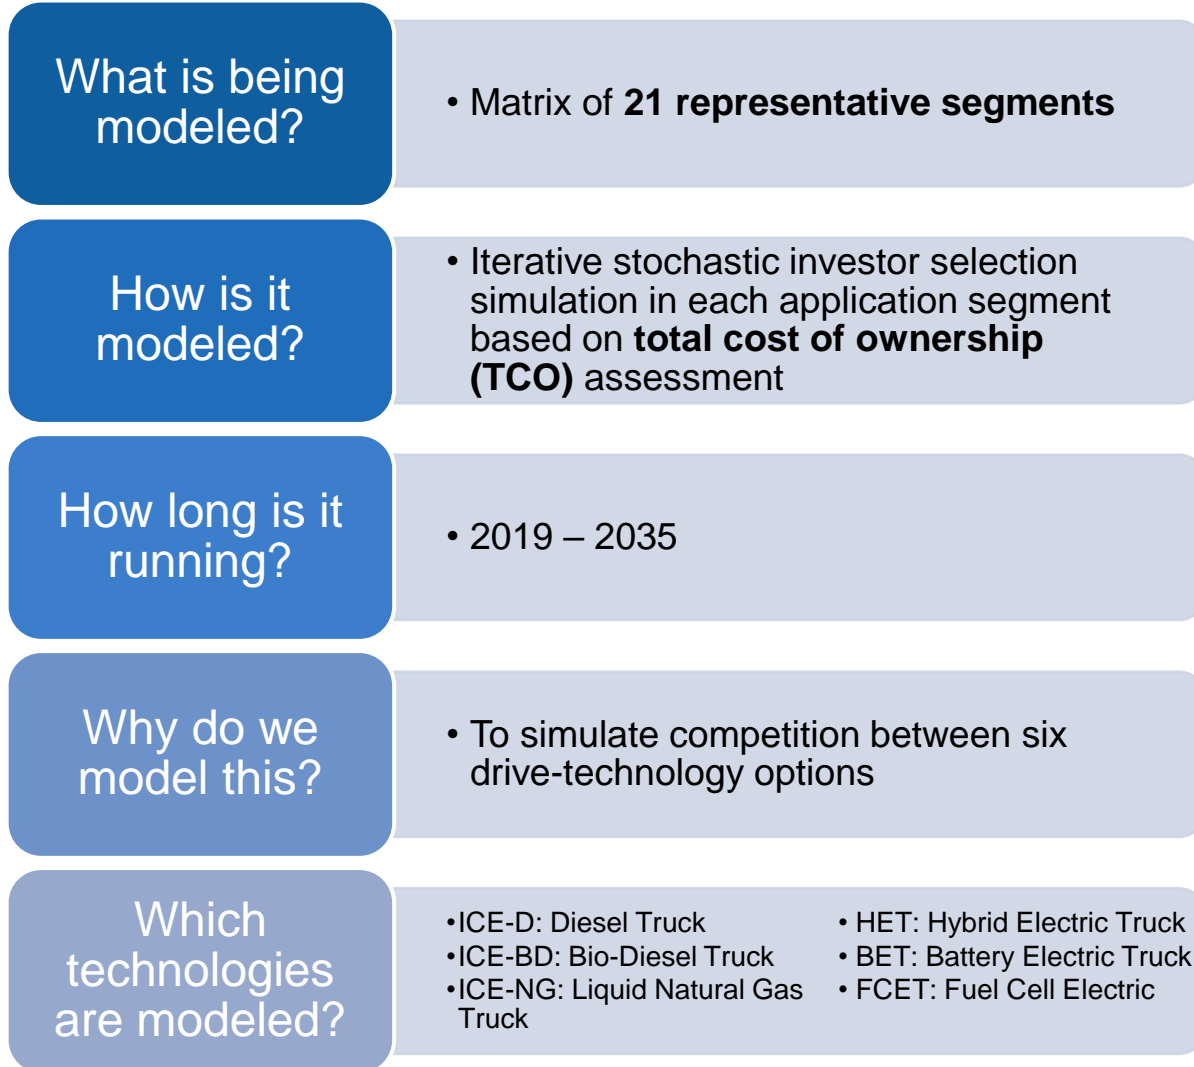 What is being
modeled?
• Matrix of 21 representative segments
How is it
modeled?
• Iterative stochastic investor selection
simulation in each application segment
based on total cost of ownership
(TCO) assessment
How long is it
running?
• 2019 – 2035
Why do we
model this?
• To simulate competition between six
drive-technology options
Which
technologies
are modeled?
•ICE-D: Diesel Truck
•ICE-BD: Bio-Diesel Truck
•ICE-NG: Liquid Natural Gas
Truck
• HET: Hybrid Electric Truck
• BET: Battery Electric Truck
• FCET: Fuel Cell Electric